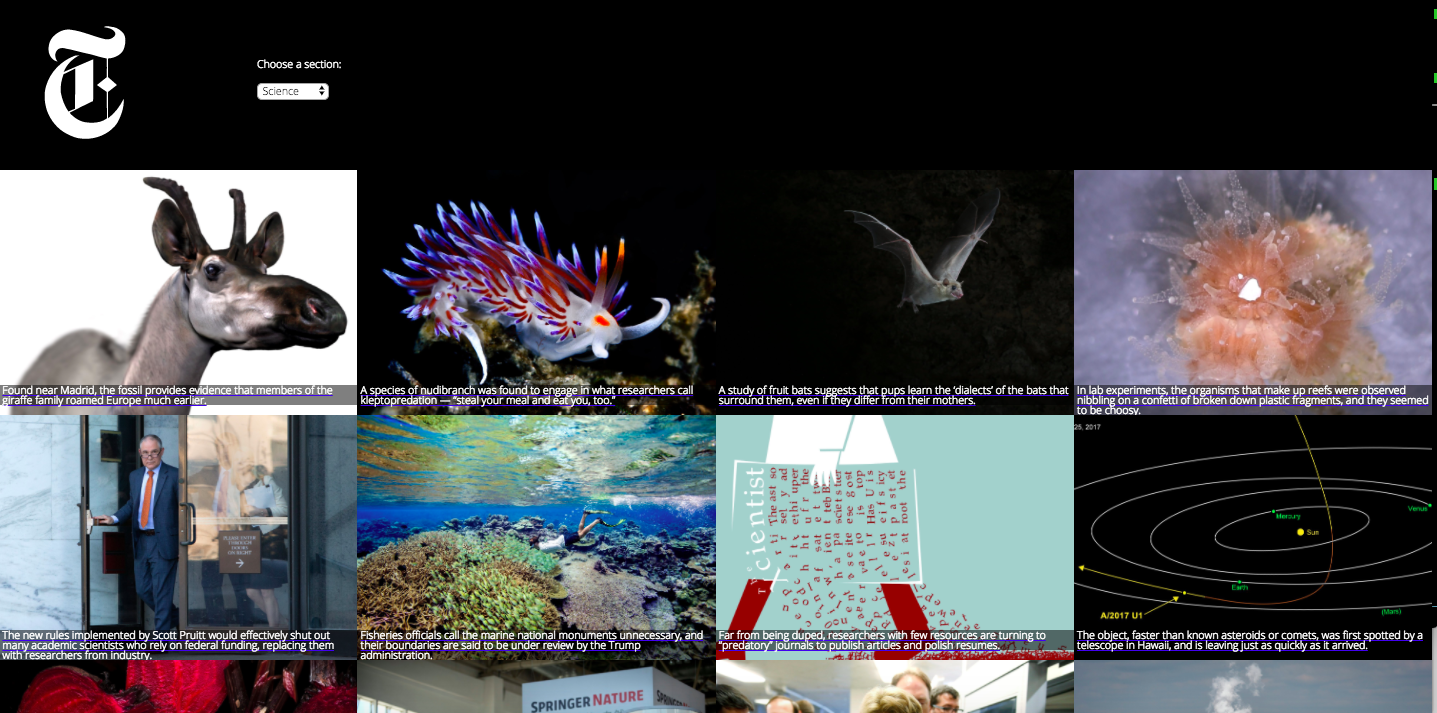 Choose a section:
Science
Found near Madrid, the fossil provides evidence that members of the
giraffe family roamed Europe much earlier.
A species of nudibranch was found to engage in what researchers call
kleptopredation — “steal your meal and eat you, too.”
A study of fruit bats suggests that pups learn the ‘dialects’ of the bats that
surround them, even if they differ from their mothers.
In lab experiments, the organisms that make up reefs were observed
nibbling on a confetti of broken down plastic fragments, and they seemed
to be choosy.
PLEASE ENTER
THROUGH
DOORS
ON RIGHT
The new rules implemented by Scott Pruitt would effectively shut out
many academic scientists who rely on federal funding, replacing them
with researchers from industry.
Fisheries officials call the marine national monuments unnecessary, and
their boundaries are said to be under review by the Trump
administration.
cientist
Far from being duped, researchers with few resources are turning to
“predatory” journals to publish articles and polish resumes.
25, 2017
Mercury
Venus
Sun
Earth
A/2017 U1
(Mars)
The object, faster than known asteroids or comets, was first spotted by a
telescope in Hawaii, and is leaving just as quickly as it arrived.
SPRINGER NATURE